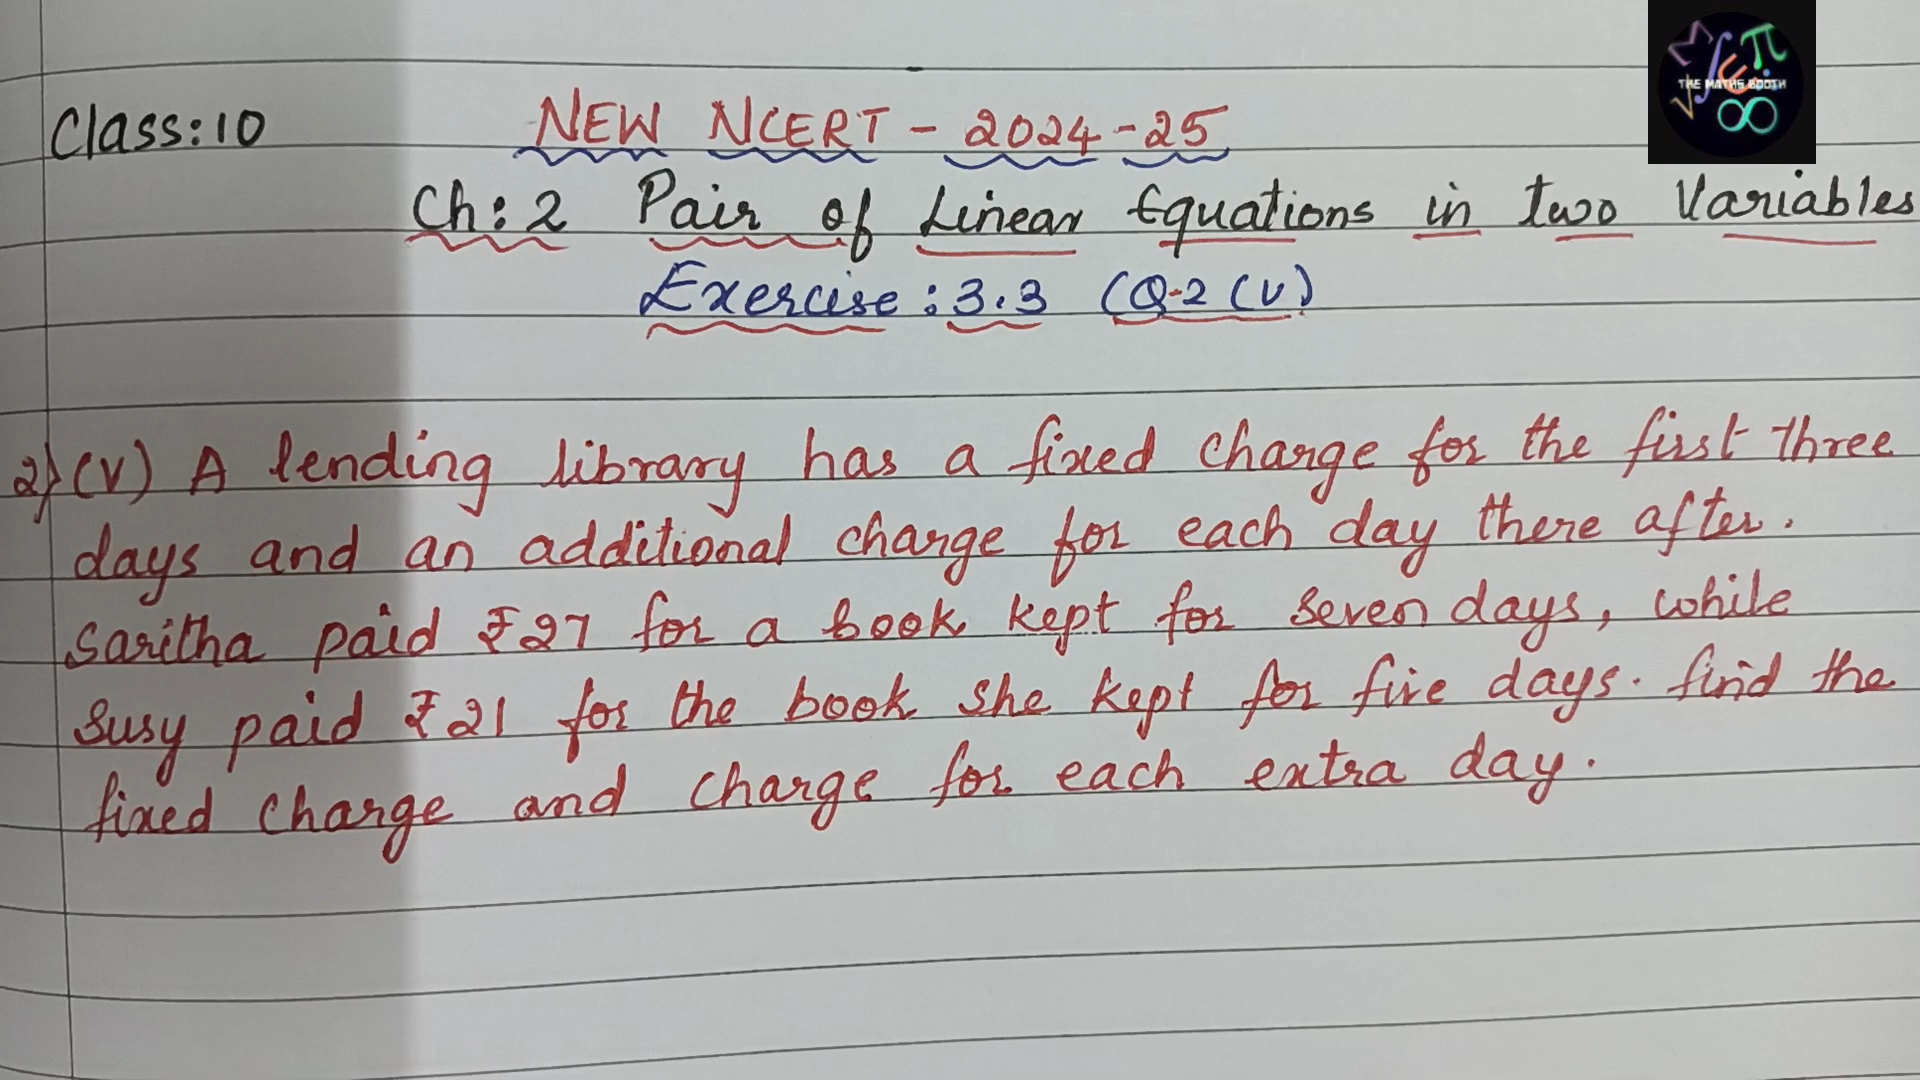 THE MATHS BOOTH
Class:10 NEW NCERT - 2024-25
Ch: 2 Pair of Linear Equations in two Variables
Exercise: 3.3 (Q-2 (V)
2) (V) A lending library has a fixed charge for the first three
days and an additional charge for each day there after.
Saritha paid ₹27 for a book kept for seven days, while
Susy paid ₹21 for the book she kept for five days. find the
fixed charge and charge for each extra day.